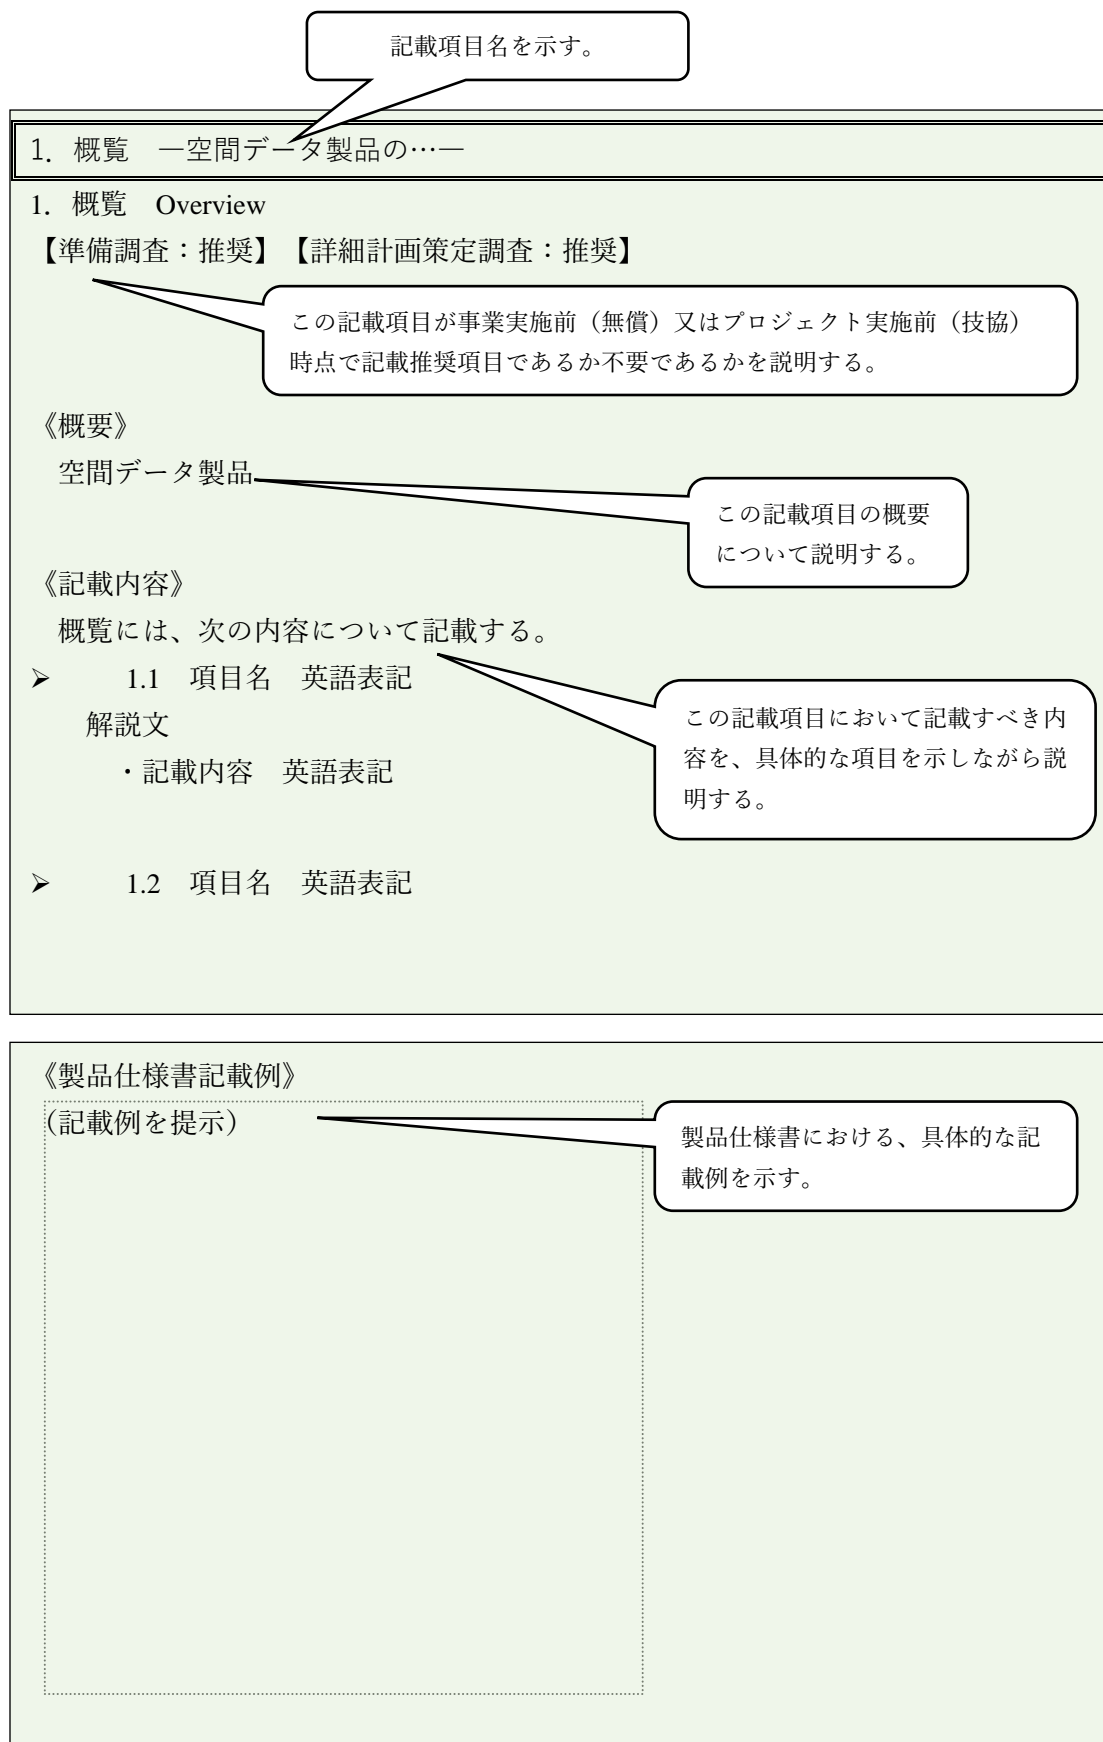 記載項目名を示す。
1. 概覧　―空間データ製品の…―
1. 概覧　Overview
【準備調査：推奨】【詳細計画策定調査：推奨】
この記載項目が事業実施前（無償）又はプロジェクト実施前（技協）
時点で記載推奨項目であるか不要であるかを説明する。
《概要》
空間データ製品
この記載項目の概要
について説明する。
《記載内容》
概覧には、次の内容について記載する。
➢　1.1　項目名　英語表記
解説文
・記載内容　英語表記
この記載項目において記載すべき内
容を、具体的な項目を示しながら説
明する。
➢　1.2　項目名　英語表記
《製品仕様書記載例》
（記載例を提示）
製品仕様書における、具体的な記
載例を示す。